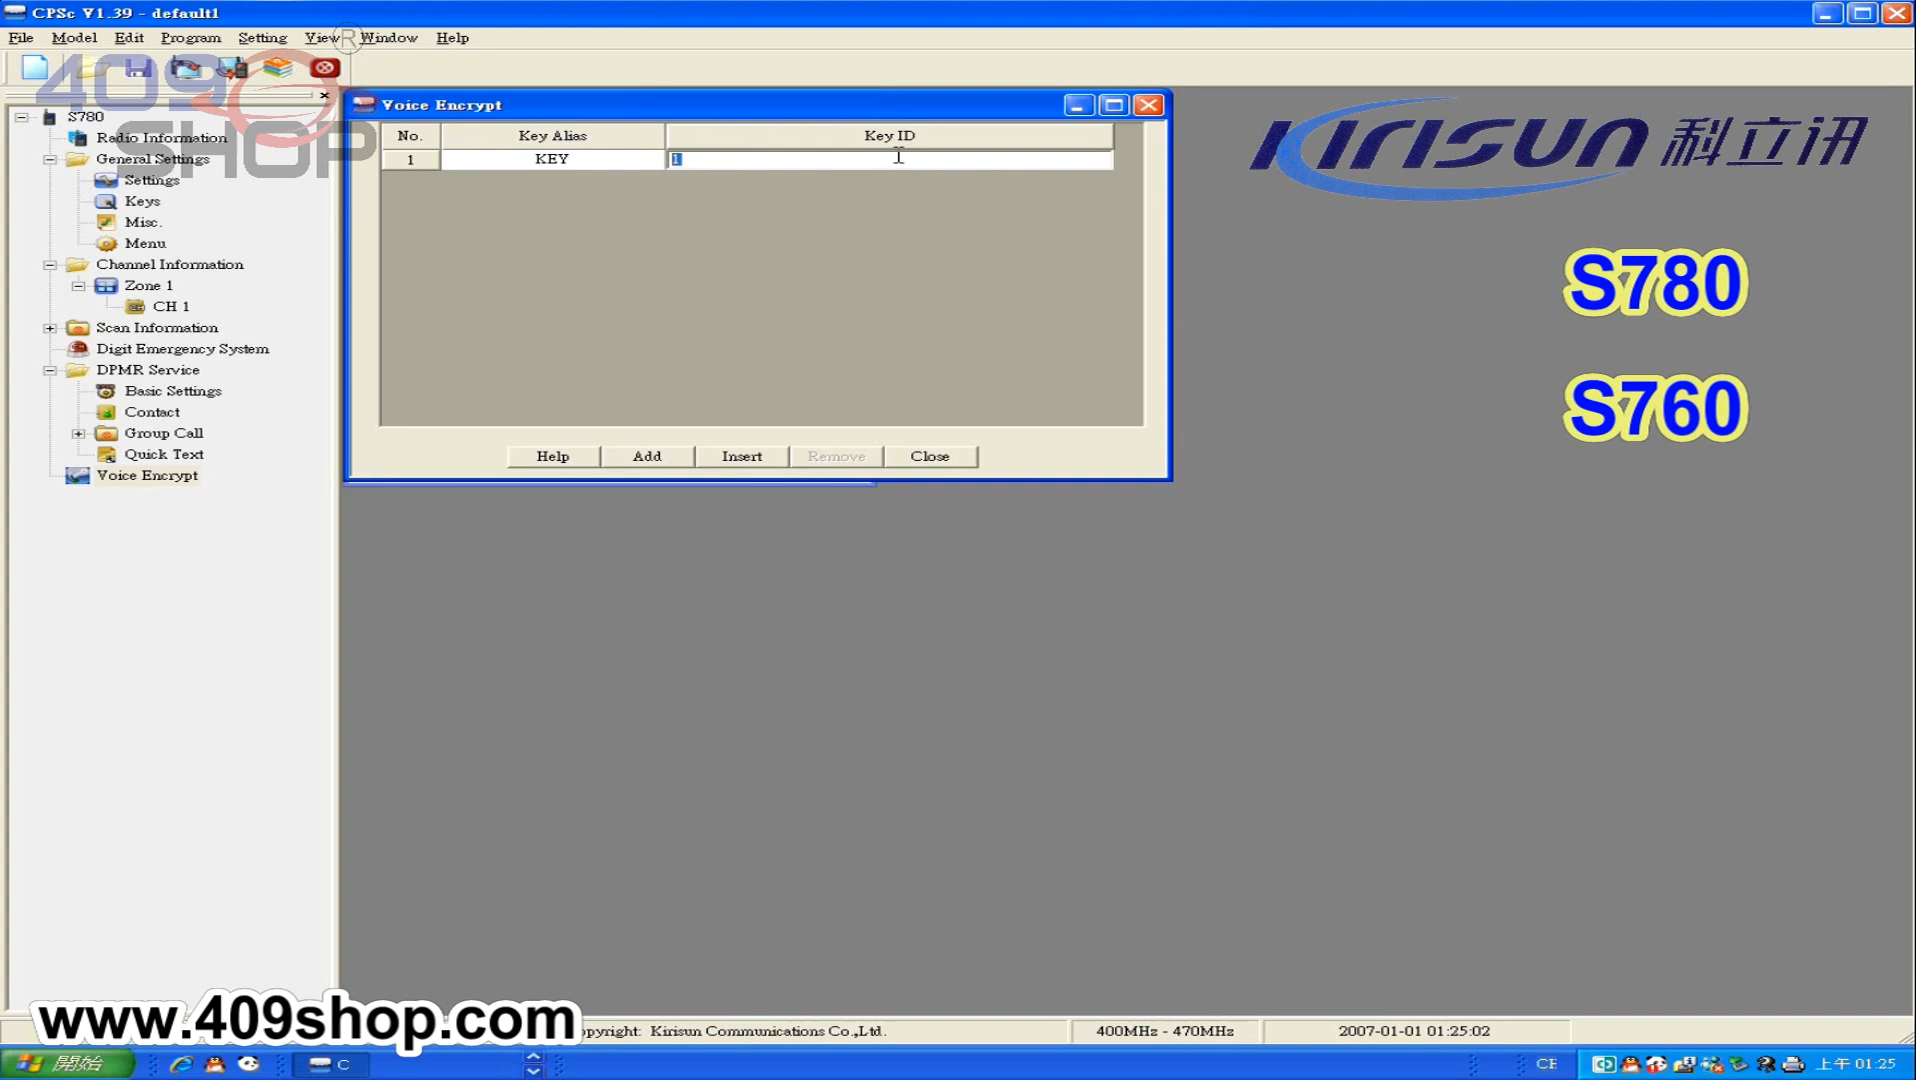 CPSc V1.39 - default1
File Model Edit Program Setting View Window Help
R
409
SHOP
S780
Radio Information
General Settings
Settings
Keys
Misc.
Menu
Channel Information
Zone 1
CH 1
Scan Information
Digit Emergency System
DPMR Service
Basic Settings
Contact
Group Call
Quick Text
Voice Encrypt
Voice Encrypt
No. Key Alias Key ID
1 KEY 1
Help Add Insert Remove Close
KIRISUN 科立讯
S780
S760
www.409shop.com
opyright: Kirisun Communications Co.,Ltd. 400MHz - 470MHz 2007-01-01 01:25:02
開始 C CE 上午 01:25